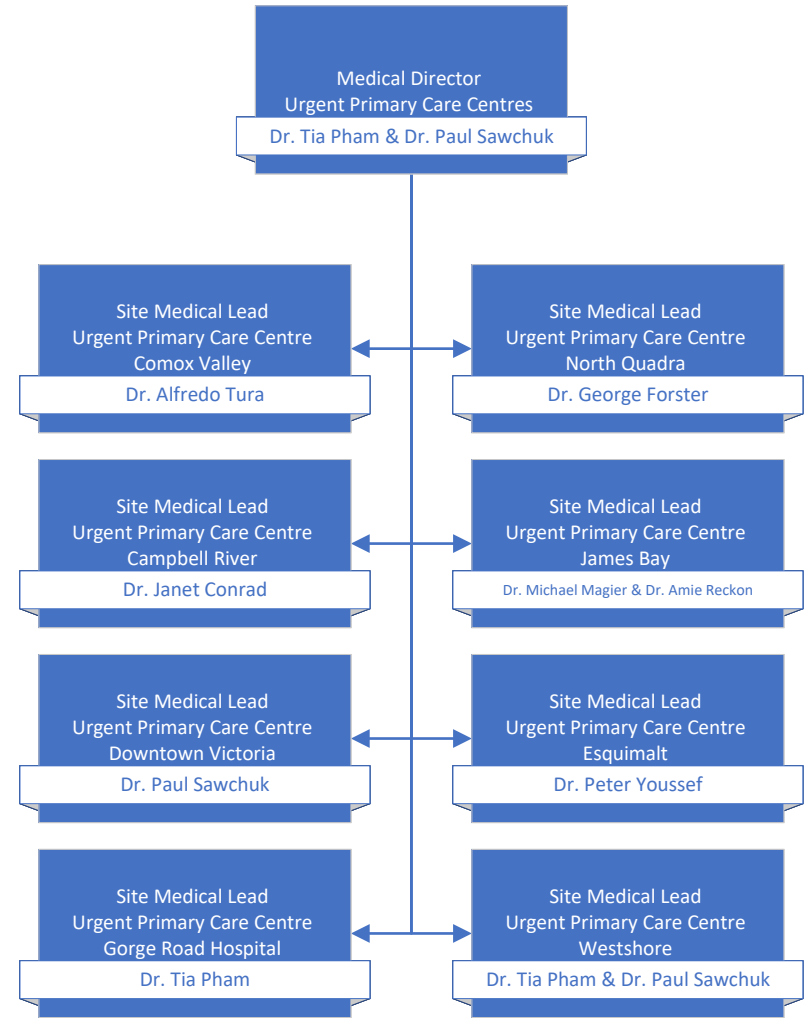 Medical Director
Urgent Primary Care Centres
Dr. Tia Pham & Dr. Paul Sawchuk
Site Medical Lead
Urgent Primary Care Centre
Comox Valley
Dr. Alfredo Tura
Site Medical Lead
Urgent Primary Care Centre
North Quadra
Dr. George Forster
Site Medical Lead
Urgent Primary Care Centre
Campbell River
Dr. Janet Conrad
Site Medical Lead
Urgent Primary Care Centre
James Bay
Dr. Michael Magier & Dr. Amie Reckon
Site Medical Lead
Urgent Primary Care Centre
Downtown Victoria
Dr. Paul Sawchuk
Site Medical Lead
Urgent Primary Care Centre
Esquimalt
Dr. Peter Youssef
Site Medical Lead
Urgent Primary Care Centre
Gorge Road Hospital
Dr. Tia Pham
Site Medical Lead
Urgent Primary Care Centre
Westshore
Dr. Tia Pham & Dr. Paul Sawchuk